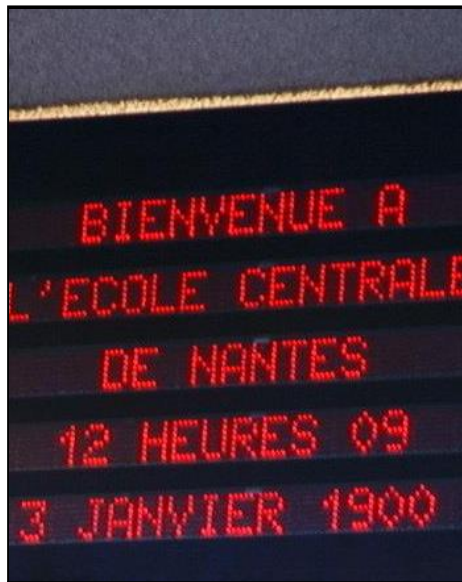 BIENVENUE A
L'ECOLE CENTRALE
DE NANTES
12 HEURES 09
3 JANVIER 1900